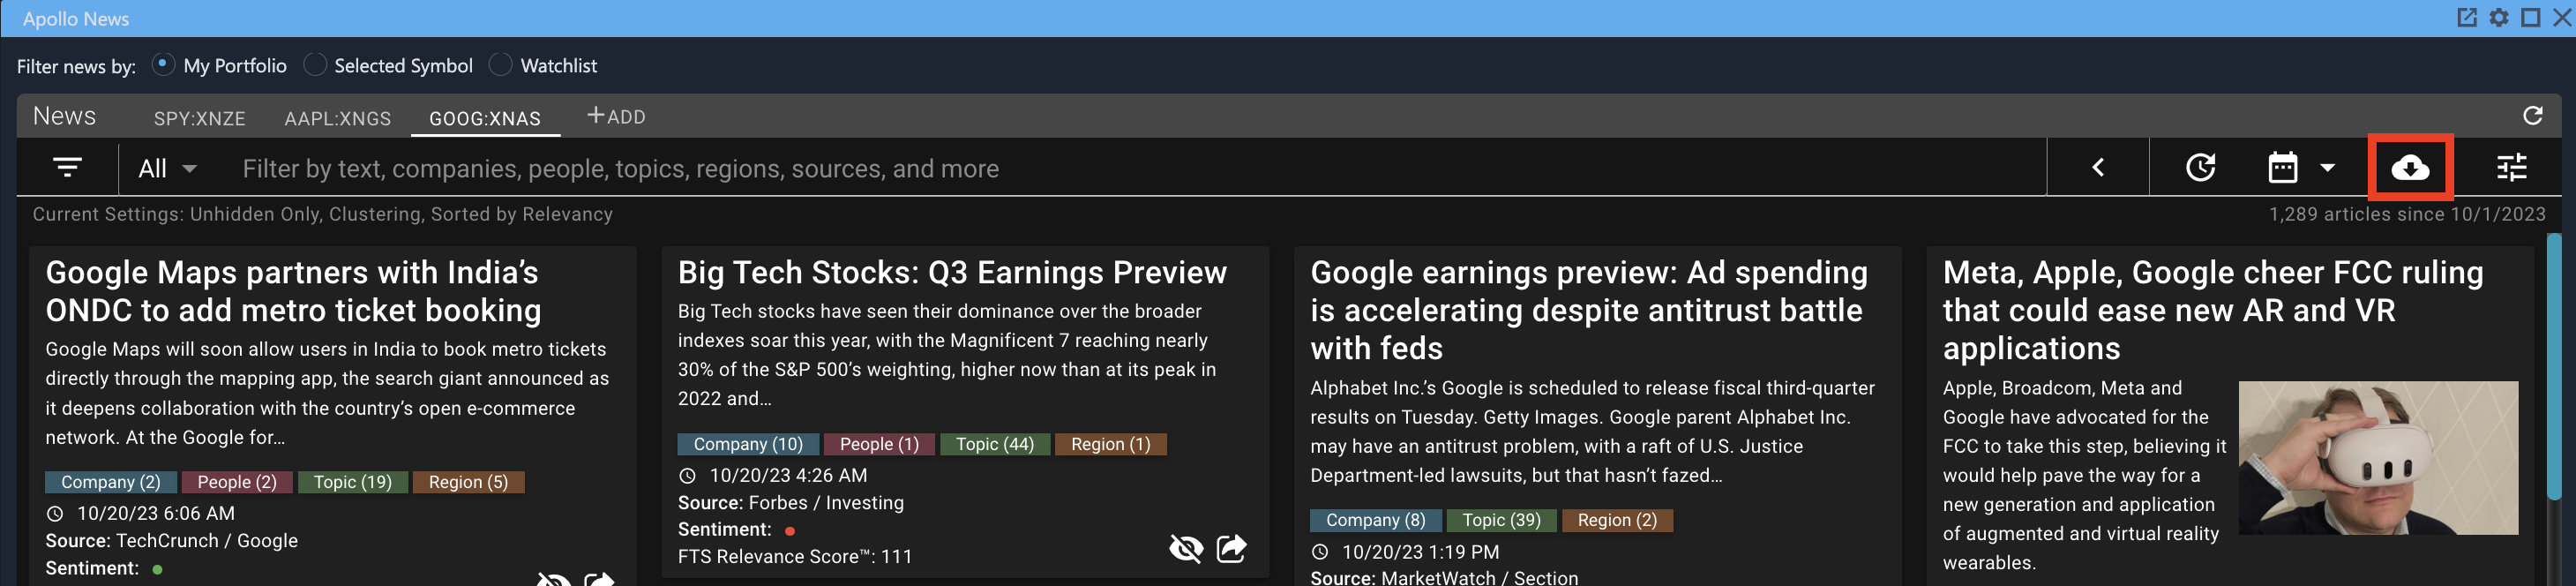 Apollo News
Filter news by: My Portfolio Selected Symbol Watchlist
News SPY:XNZE AAPL:XNGS GOOG:XNAS +ADD
All Filter by text, companies, people, topics, regions, sources, and more
Current Settings: Unhidden Only, Clustering, Sorted by Relevancy
1,289 articles since 10/1/2023
Google Maps partners with India’s
ONDC to add metro ticket booking
Google Maps will soon allow users in India to book metro tickets
directly through the mapping app, the search giant announced as
it deepens collaboration with the country’s open e-commerce
network. At the Google for…
Company (2) People (2) Topic (19) Region (5)
10/20/23 6:06 AM
Source: TechCrunch / Google
Sentiment:
Big Tech Stocks: Q3 Earnings Preview
Big Tech stocks have seen their dominance over the broader
indexes soar this year, with the Magnificent 7 reaching nearly
30% of the S&P 500’s weighting, higher now than at its peak in
2022 and…
Company (10) People (1) Topic (44) Region (1)
10/20/23 4:26 AM
Source: Forbes / Investing
Sentiment:
FTS Relevance Score™: 111
Google earnings preview: Ad spending
is accelerating despite antitrust battle
with feds
Alphabet Inc.’s Google is scheduled to release fiscal third-quarter
results on Tuesday. Getty Images. Google parent Alphabet Inc.
may have an antitrust problem, with a raft of U.S. Justice
Department-led lawsuits, but that hasn’t fazed…
Company (8) Topic (39) Region (2)
10/20/23 1:19 PM
Source: MarketWatch / Section
Meta, Apple, Google cheer FCC ruling
that could ease new AR and VR
applications
Apple, Broadcom, Meta and
Google have advocated for the
FCC to take this step, believing it
would help pave the way for a
new generation and application
of augmented and virtual reality
wearables.